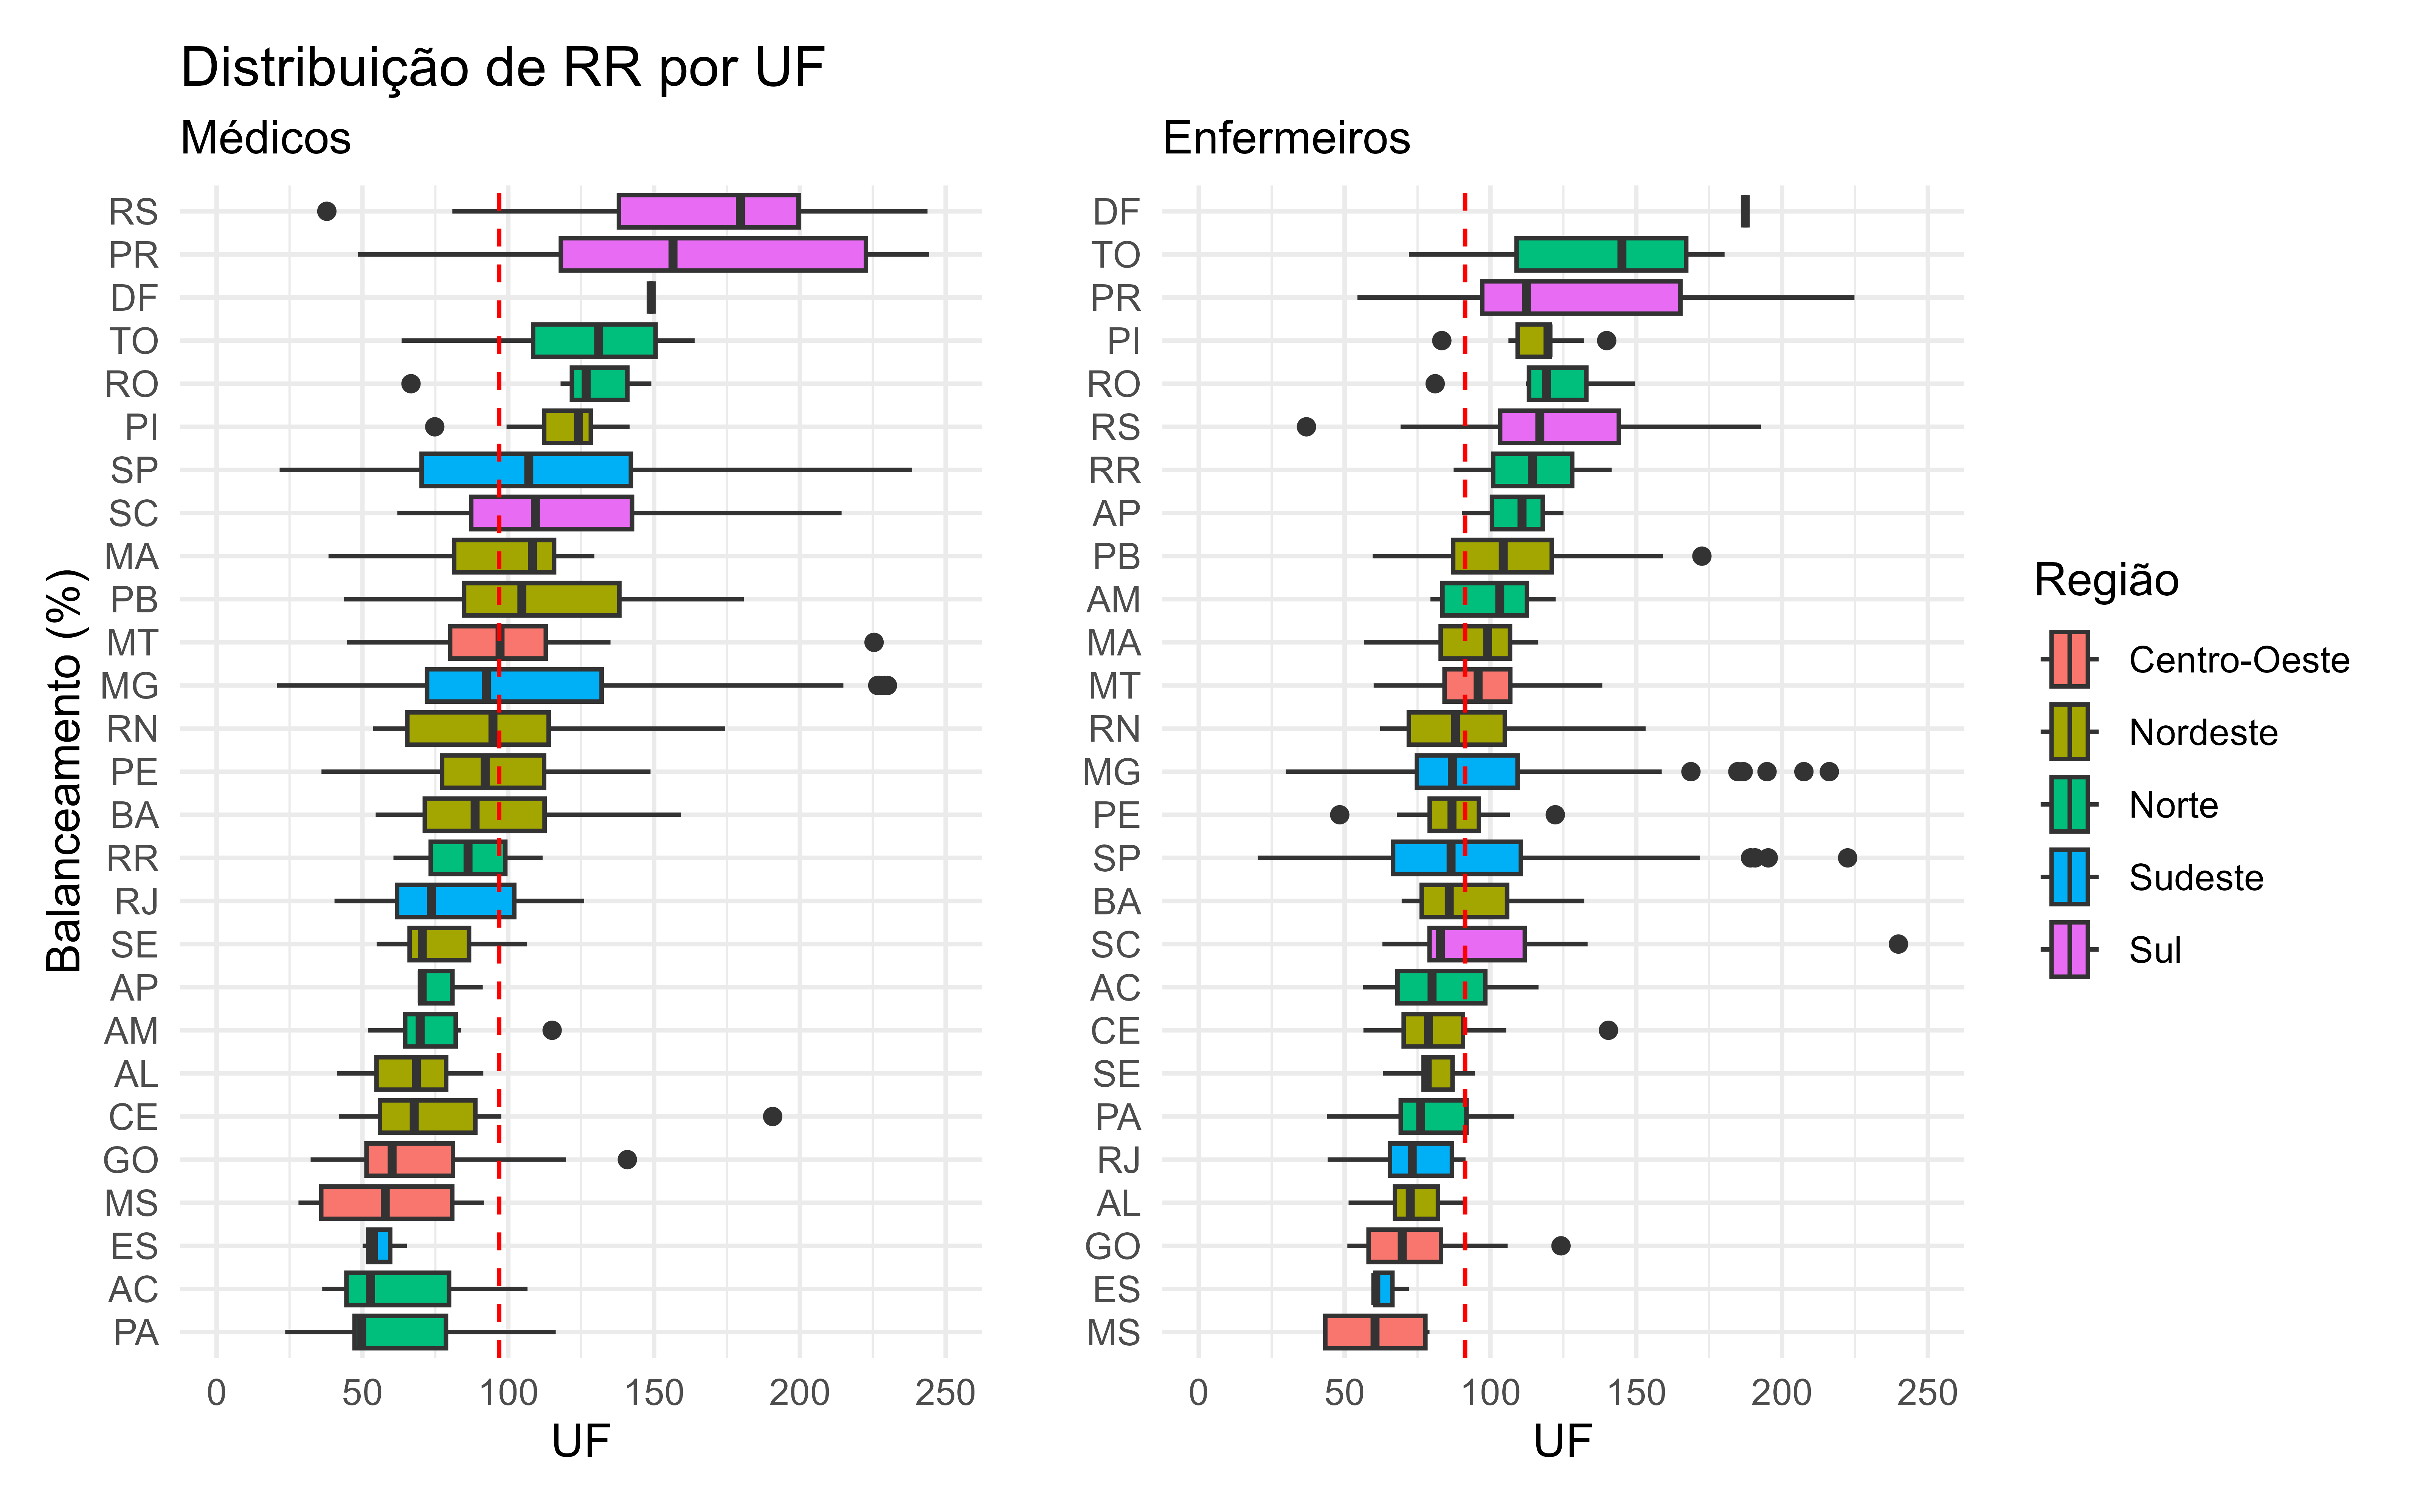 Distribuição de RR por UF
Médicos
RS
PR
DF
TO
RO
PI
SP
SC
MA
PB
MT
MG
RN
PE
BA
RR
RJ
SE
AP
AM
AL
CE
GO
MS
ES
AC
PA
0 50 100 150 200 250
UF
Balanceamento (%)
Enfermeiros
DF
TO
PR
PI
RO
RS
RR
AP
PB
AM
MA
MT
RN
MG
PE
SP
BA
SC
AC
CE
SE
PA
RJ
AL
GO
ES
MS
0 50 100 150 200 250
UF
Região
Centro-Oeste
Nordeste
Norte
Sudeste
Sul